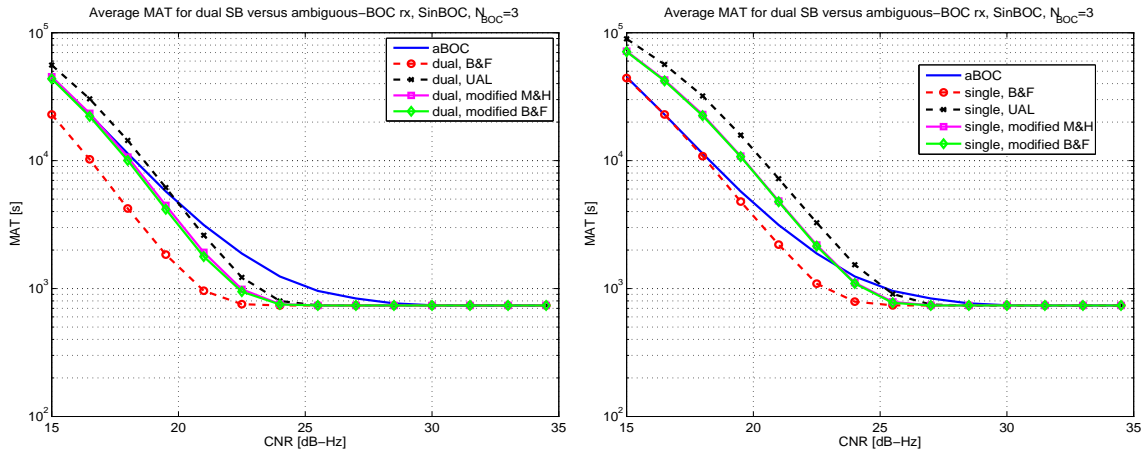 Average MAT for dual SB versus ambiguous−BOC rx, SinBOC, N_BOC=3
10^5
10^4
10^3
10^2
MAT [s]
aBOC
dual, B&F
dual, UAL
dual, modified M&H
dual, modified B&F
15 20 25 30 35
CNR [dB−Hz]
Average MAT for dual SB versus ambiguous−BOC rx, SinBOC, N_BOC=3
10^5
10^4
10^3
10^2
MAT [s]
aBOC
single, B&F
single, UAL
single, modified M&H
single, modified B&F
15 20 25 30 35
CNR [dB−Hz]